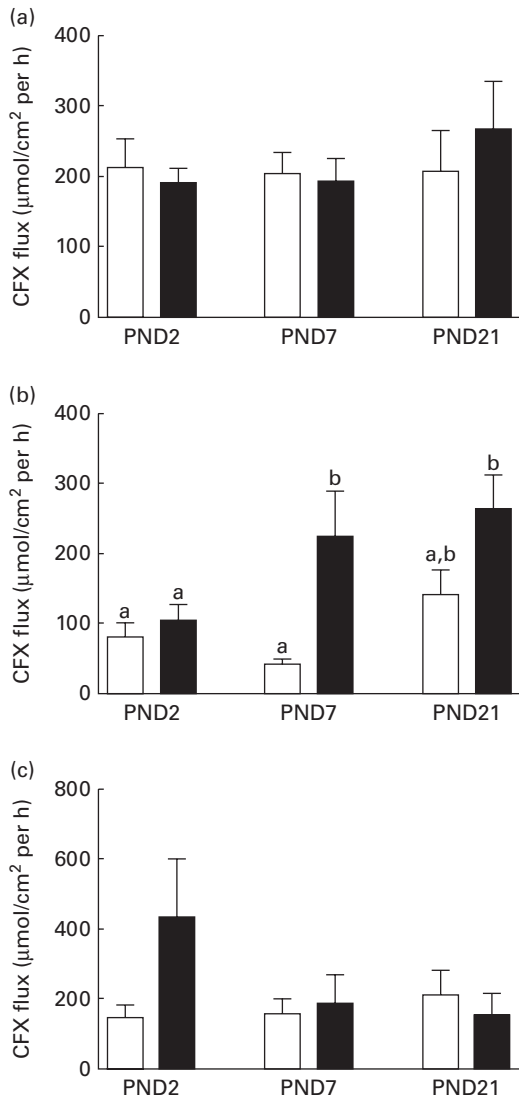 (a)
CFX flux (μmol/cm² per h)
400
300
200
100
0
PND2 PND7 PND21
(b)
CFX flux (μmol/cm² per h)
400
300
200
100
0
a a a b a,b b
PND2 PND7 PND21
(c)
CFX flux (μmol/cm² per h)
800
600
400
200
0
PND2 PND7 PND21